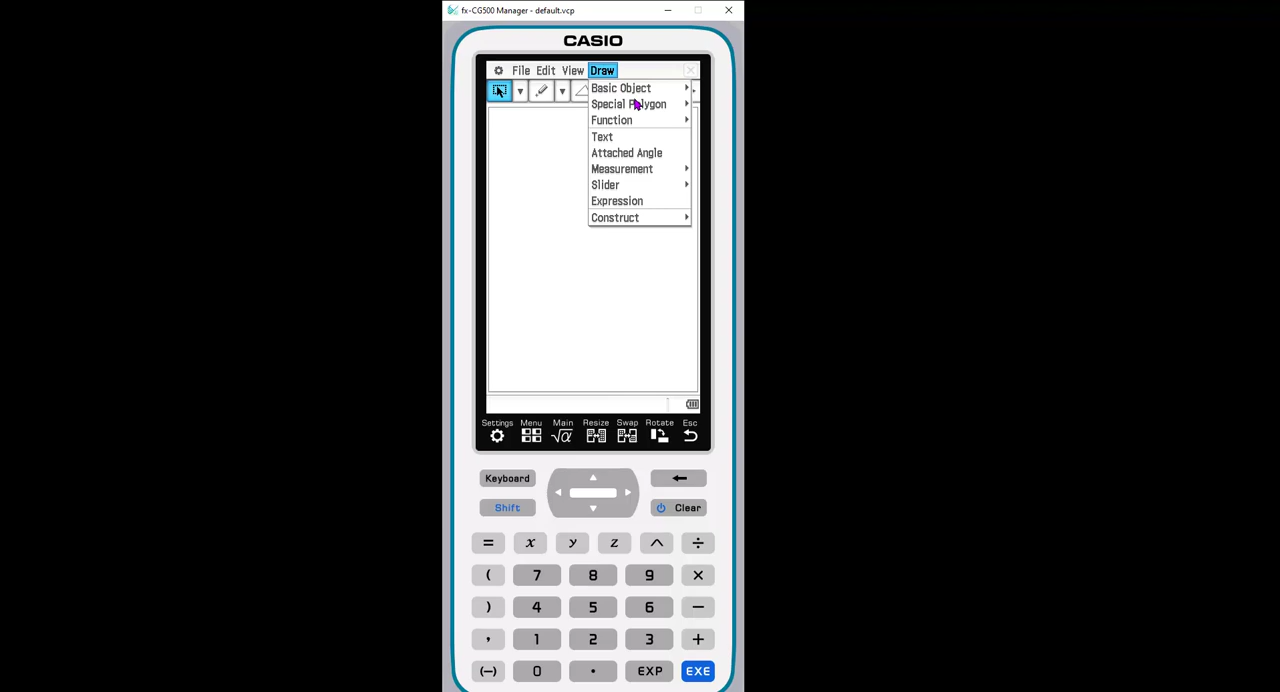 fx-CG500 Manager - default.vcp
CASIO
File Edit View Draw
Basic Object
Special Polygon
Function
Text
Attached Angle
Measurement
Slider
Expression
Construct
Settings Menu Main Resize Swap Rotate Esc
√α
Keyboard
Shift Clear
= x y z ^ ÷
( 7 8 9 ×
) 4 5 6 −
, 1 2 3 +
(−) 0 · EXP EXE